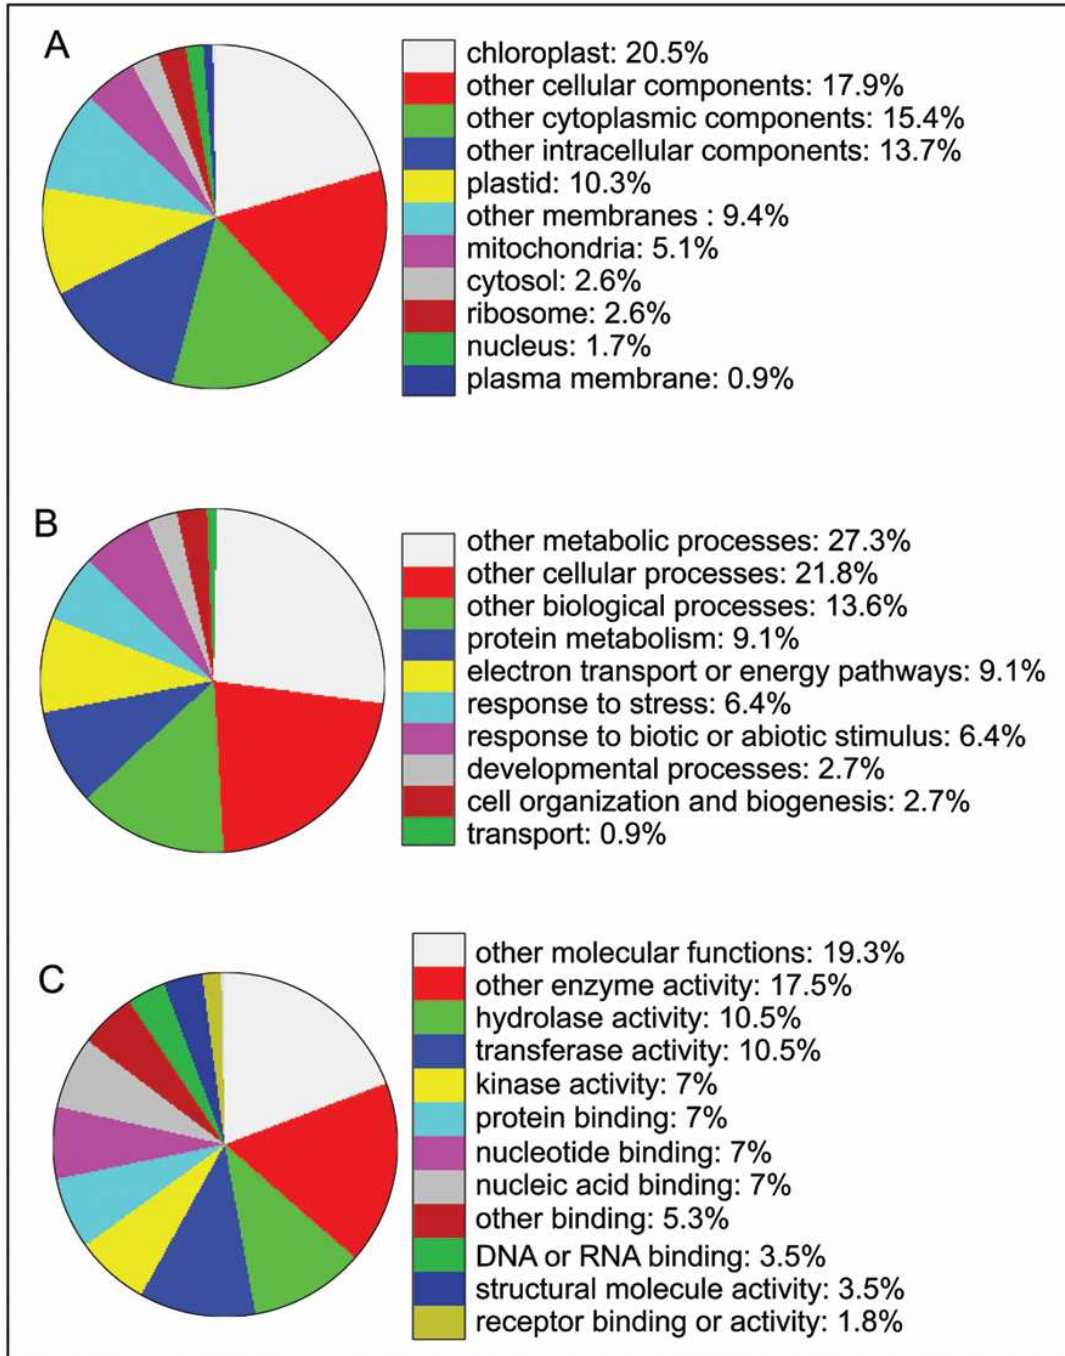 A
chloroplast: 20.5%
other cellular components: 17.9%
other cytoplasmic components: 15.4%
other intracellular components: 13.7%
plastid: 10.3%
other membranes : 9.4%
mitochondria: 5.1%
cytosol: 2.6%
ribosome: 2.6%
nucleus: 1.7%
plasma membrane: 0.9%
B
other metabolic processes: 27.3%
other cellular processes: 21.8%
other biological processes: 13.6%
protein metabolism: 9.1%
electron transport or energy pathways: 9.1%
response to stress: 6.4%
response to biotic or abiotic stimulus: 6.4%
developmental processes: 2.7%
cell organization and biogenesis: 2.7%
transport: 0.9%
C
other molecular functions: 19.3%
other enzyme activity: 17.5%
hydrolase activity: 10.5%
transferase activity: 10.5%
kinase activity: 7%
protein binding: 7%
nucleotide binding: 7%
nucleic acid binding: 7%
other binding: 5.3%
DNA or RNA binding: 3.5%
structural molecule activity: 3.5%
receptor binding or activity: 1.8%